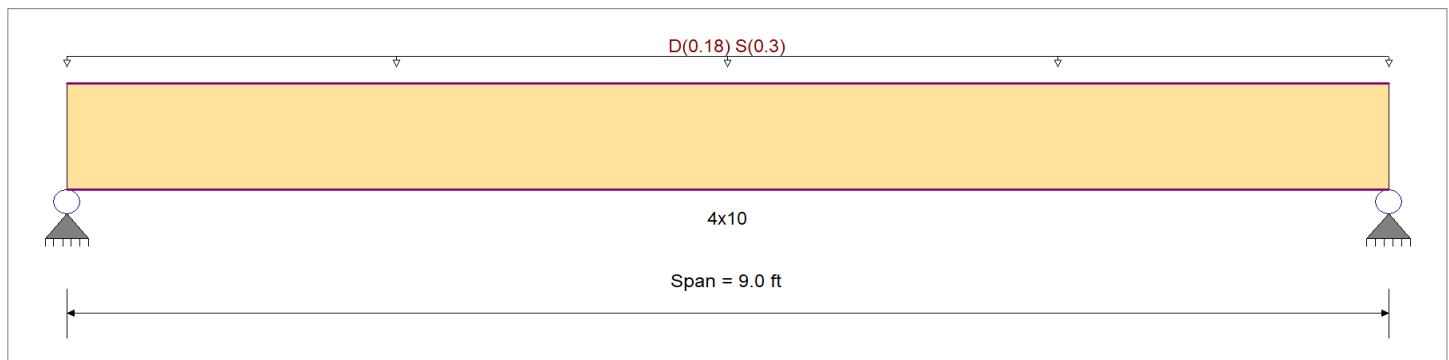 D(0.18) S(0.3)
4x10
Span = 9.0 ft